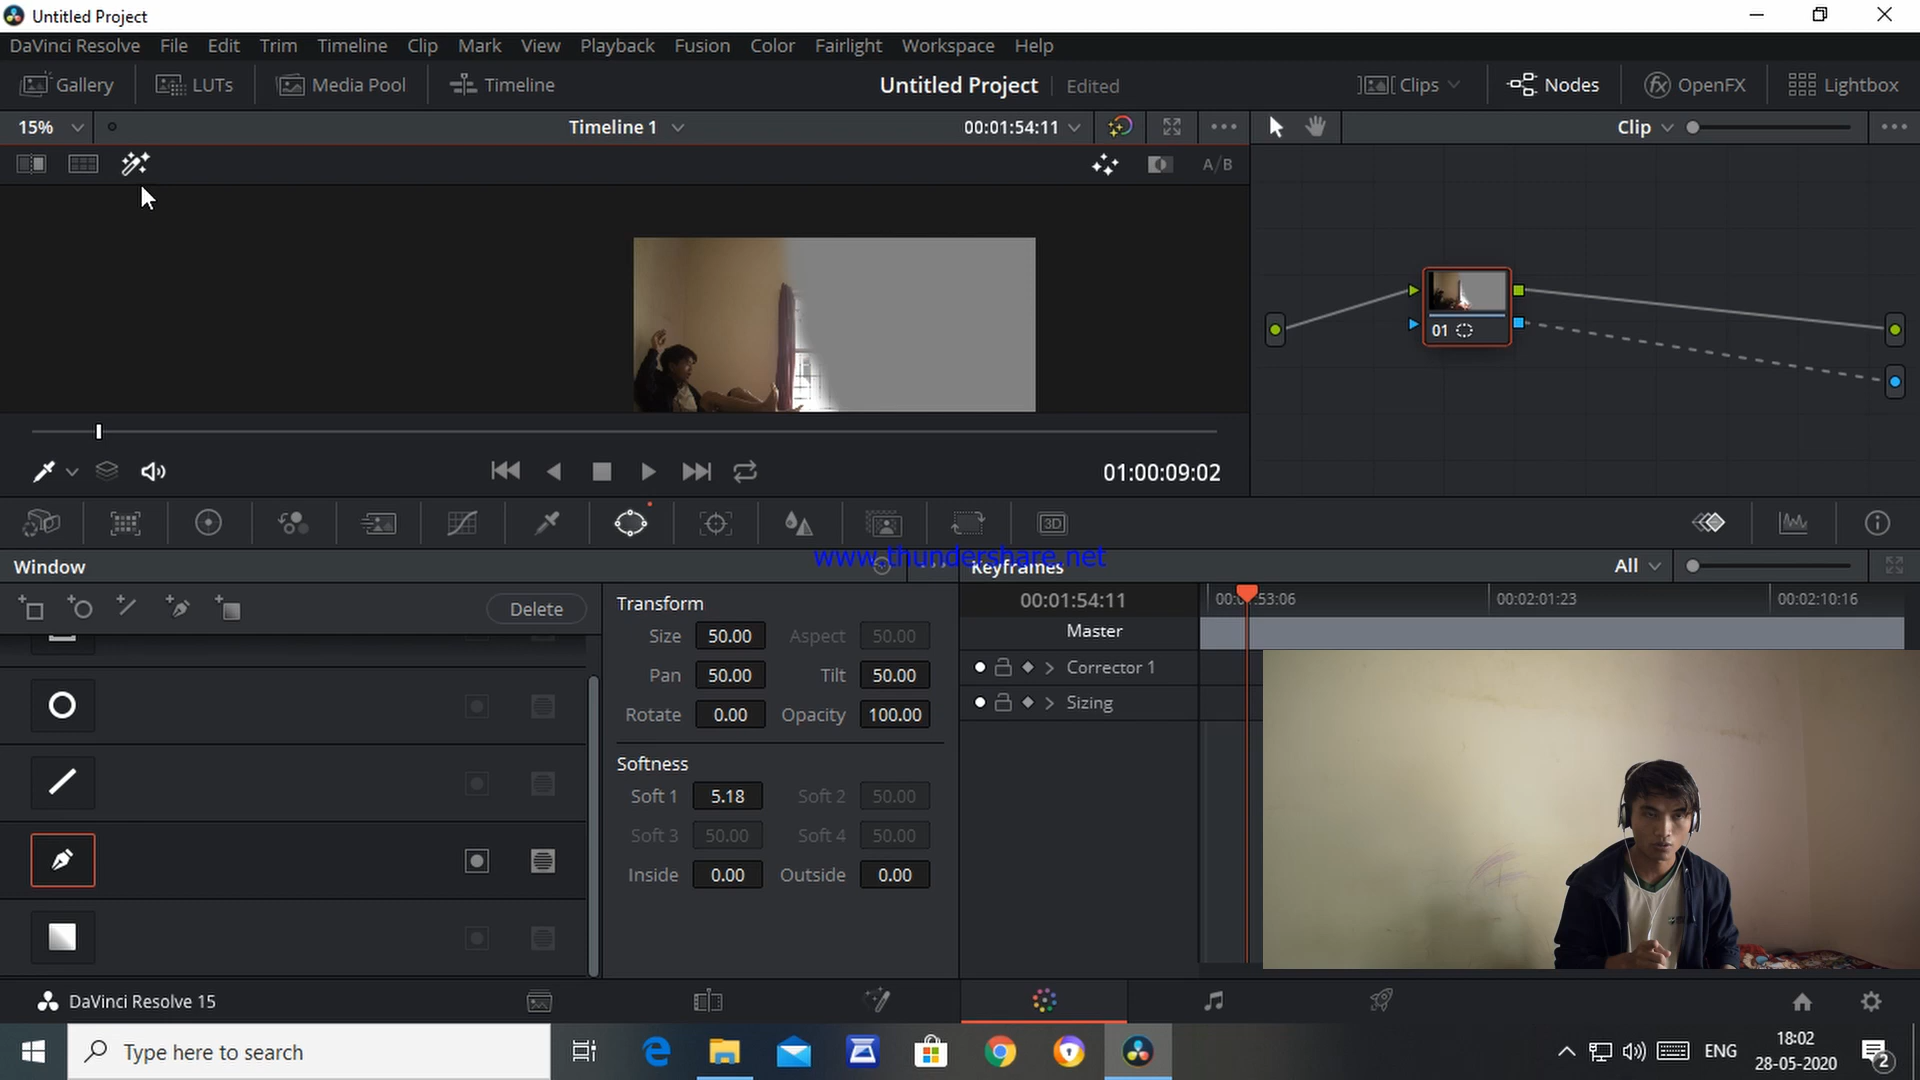 Untitled Project
DaVinci Resolve File Edit Trim Timeline Clip Mark View Playback Fusion Color Fairlight Workspace Help
Gallery LUTs Media Pool Timeline Untitled Project Edited Clips Nodes OpenFX Lightbox
15% Timeline 1 00:01:54:11 Clip
A/B
01
01:00:09:02
3D
www.thundershare.net
Window Keyframes All
Delete Transform 00:01:54:11 00:01:53:06 00:02:01:23 00:02:10:16
Size 50.00 Aspect 50.00 Master
Pan 50.00 Tilt 50.00 Corrector 1
Rotate 0.00 Opacity 100.00 Sizing
Softness
Soft 1 5.18 Soft 2 50.00
Soft 3 50.00 Soft 4 50.00
Inside 0.00 Outside 0.00
DaVinci Resolve 15
Type here to search ENG 18:02
28-05-2020 2